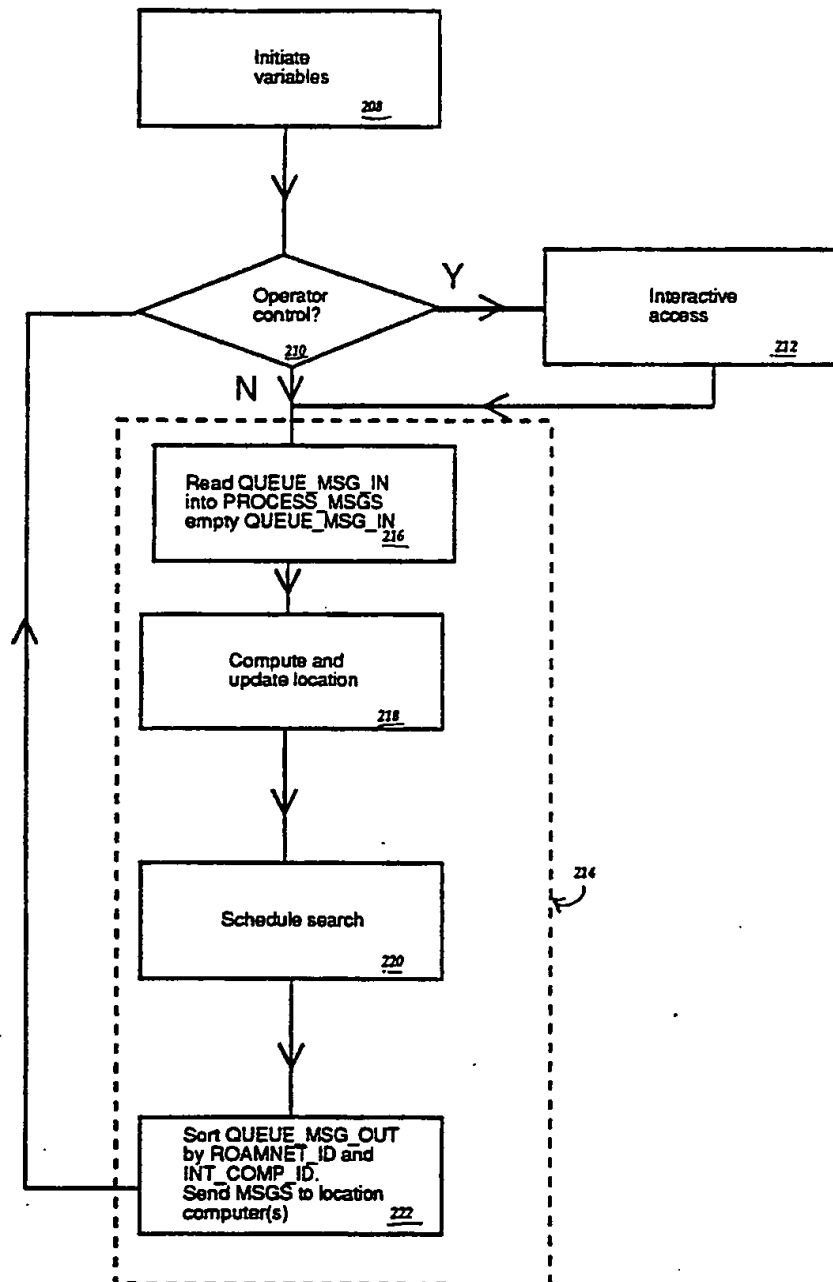 Initiate
variables
208
Operator
control?
210
Y
N
Interactive
access
212
Read QUEUE_MSG_IN
into PROCESS_MSGS
empty QUEUE_MSG_IN
216
Compute and
update location
218
Schedule search
220
214
Sort QUEUE_MSG_OUT
by ROAMNET_ID and
INT_COMP_ID.
Send MSGS to location
computer(s)
222